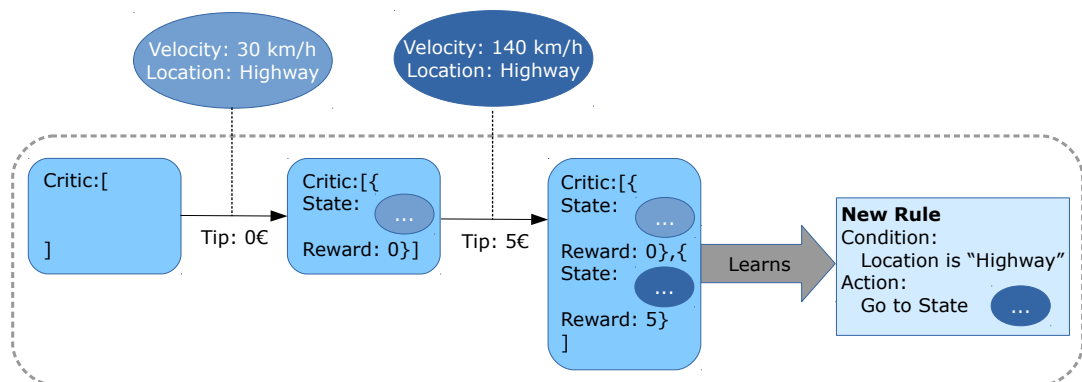 Velocity: 30 km/h
Location: Highway
Velocity: 140 km/h
Location: Highway
Critic:[
]
Tip: 0€
Critic:[{
State:
...
Reward: 0}]
Tip: 5€
Critic:[{
State:
...
Reward: 0},{
State:
...
Reward: 5}
]
Learns
New Rule
Condition:
Location is “Highway”
Action:
Go to State ...